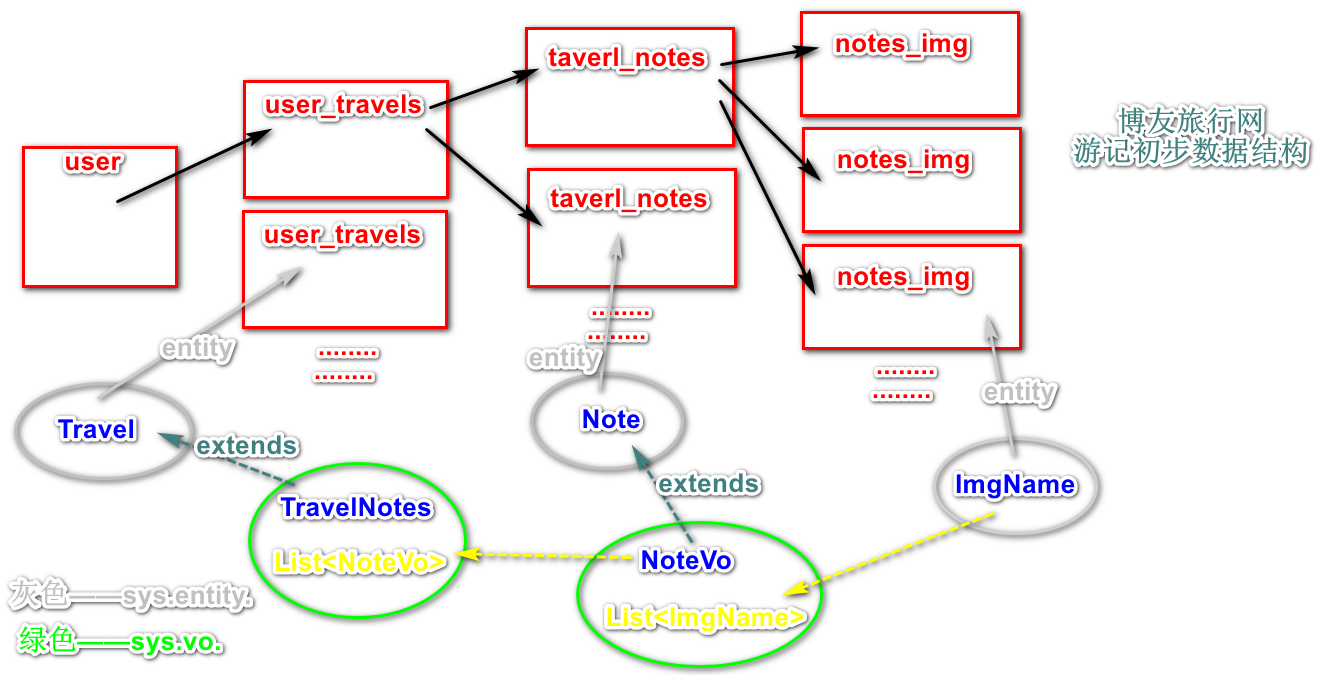 notes_img
taverl_notes
user_travels
博友旅行网
游记初步数据结构
user
notes_img
taverl_notes
user_travels
notes_img
........
........
entity
........
........
entity
........
........
entity
Travel
Note
extends
extends
ImgName
TravelNotes
List<NoteVo>
NoteVo
List<ImgName>
灰色——sys.entity.
绿色——sys.vo.